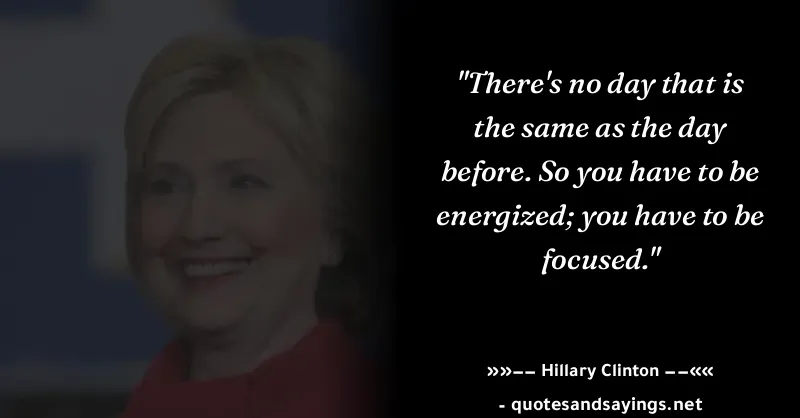 "There's no day that is
the same as the day
before. So you have to be
energized; you have to be
focused."
»»–– Hillary Clinton ––««
- quotesandsayings.net